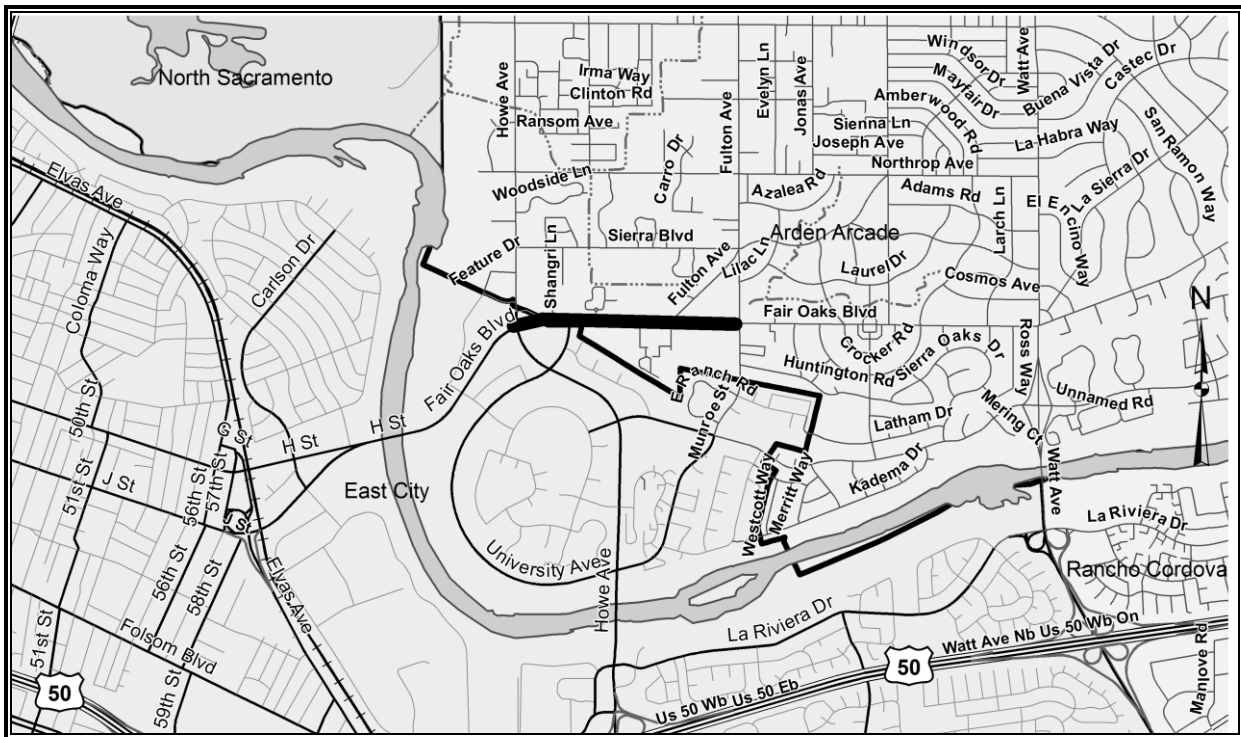 North Sacramento
Howe Ave
Irma Way
Clinton Rd
Ransom Ave
Woodside Ln
Carro Dr
Fulton Ave
Evelyn Ln
Jonas Ave
Windsor Dr
Mayfair Dr
Watt Ave
Buena Vista Dr
Castec Dr
Amberwood Rd
Sienna Ln
Joseph Ave
Northrop Ave
La Habra Way
San Ramon Way
La Sierra Dr
El Encino Way
Azalea Rd
Adams Rd
Larch Ln
Elvas Ave
Coloma Way
Carlson Dr
Feature Dr
Shangri Ln
Sierra Blvd
Fulton Ave
Lilac Ln
Arden Arcade
Laurel Dr
Cosmos Ave
N
Fair Oaks Blvd
Fair Oaks Blvd
Crocker Rd
Sierra Oaks Dr
Ross Way
Huntington Rd
E Ranch Rd
Munroe St
Latham Dr
Mering Ct
Unnamed Rd
50th St
G St
H St
H St
J St
51st St
56th St
57th St
J St
East City
Westcott Way
Merritt Way
Kadema Dr
Watt Ave
La Riviera Dr
Rancho Cordova
University Ave
Howe Ave
56th St
58th St
Elvas Ave
51st St
Folsom Blvd
59th St
La Riviera Dr
Watt Ave Nb Us 50 Wb On
Manjove Rd
50
50
Us 50 Wb Us 50 Eb